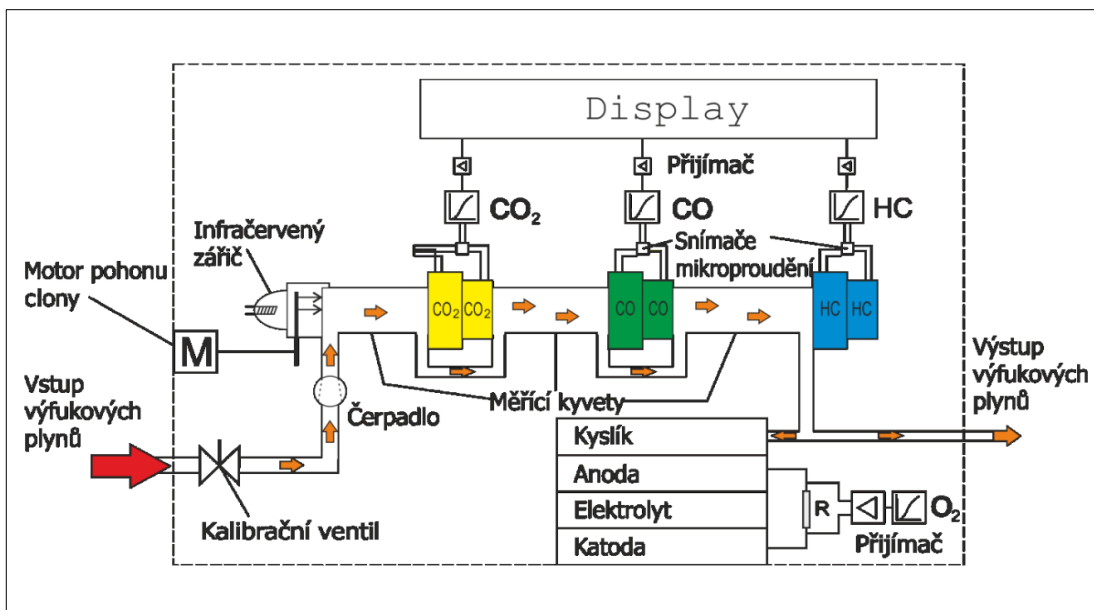 Display
Přijímač
CO₂
CO
HC
Infračervený
zářič
Snímače
mikroproudění
Motor pohonu
clony
CO₂
CO₂
CO
CO
HC
HC
M
Vstup
výfukových
plynů
Čerpadlo
Měřící kyvety
Výstup
výfukových
plynů
Kyslík
Anoda
Elektrolyt
Katoda
R
O₂
Přijímač
Kalibrační ventil